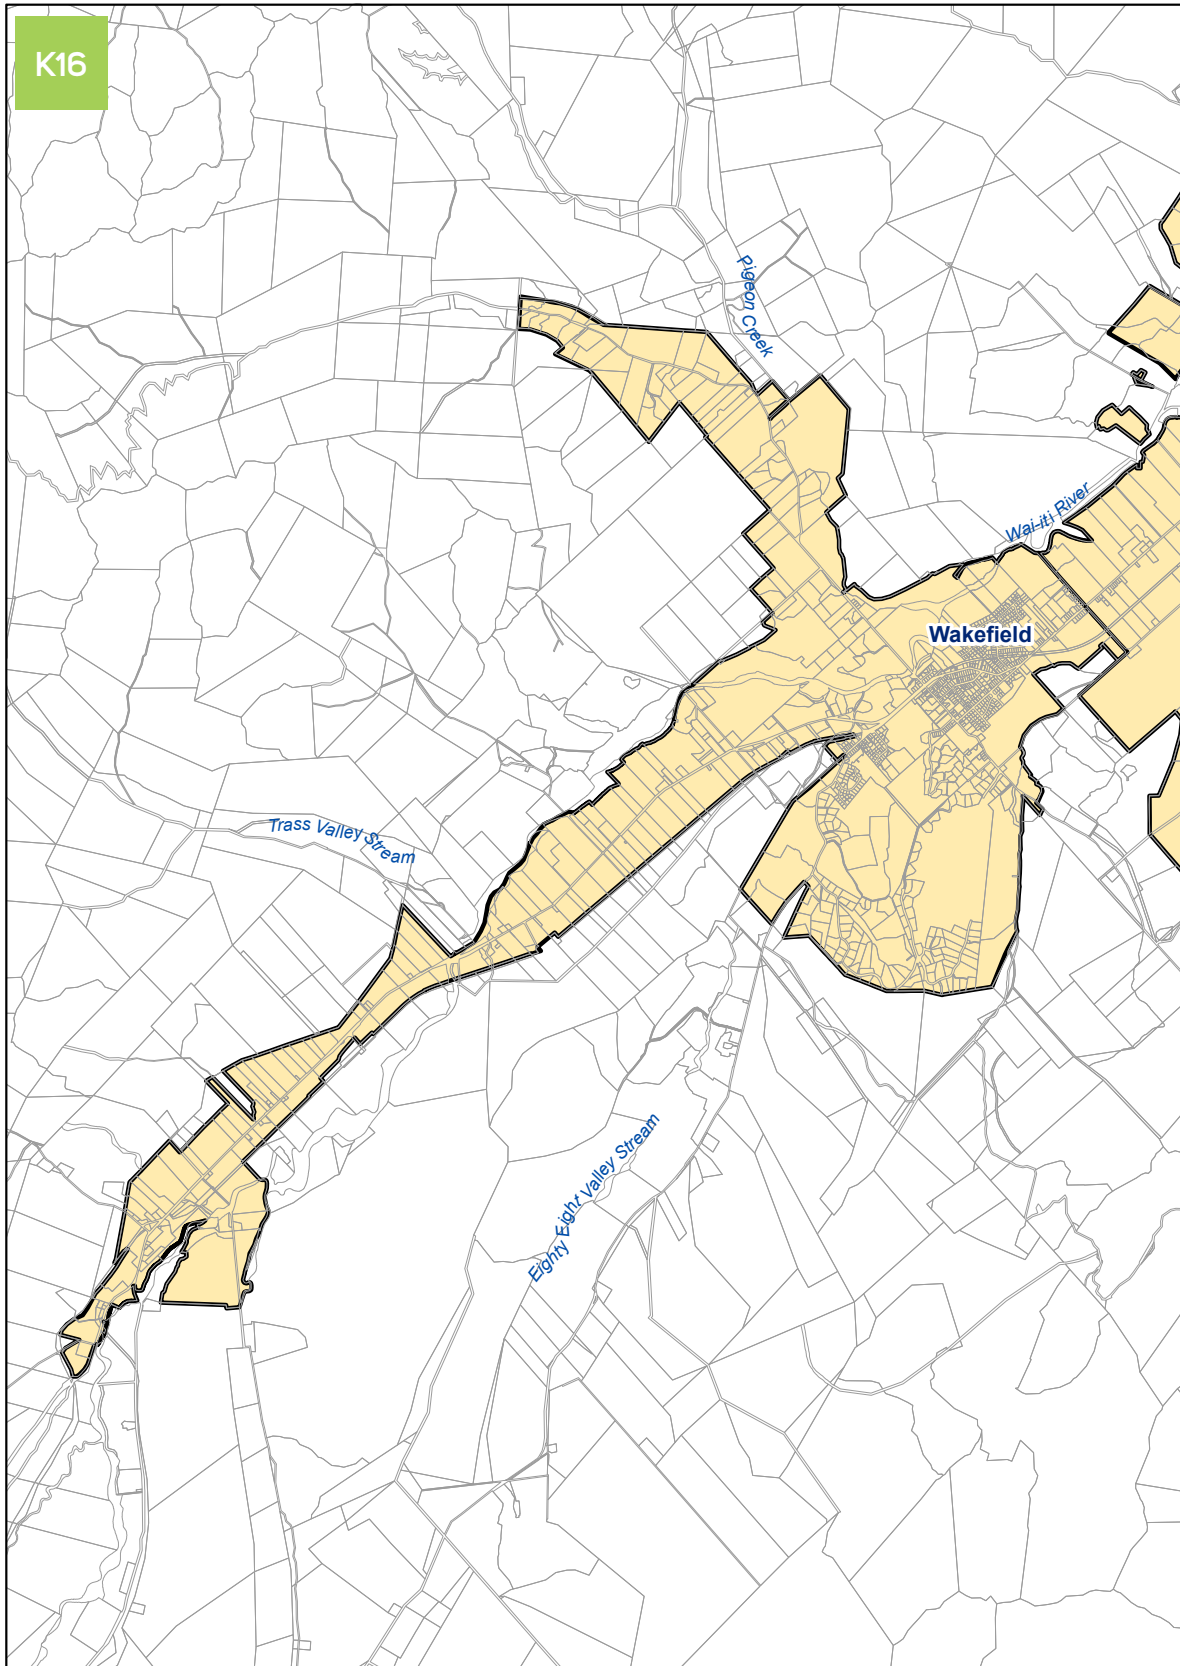 K16
Pigeon Creek
Wai-iti River
Wakefield
Trass Valley Stream
Eighty Eight Valley Stream